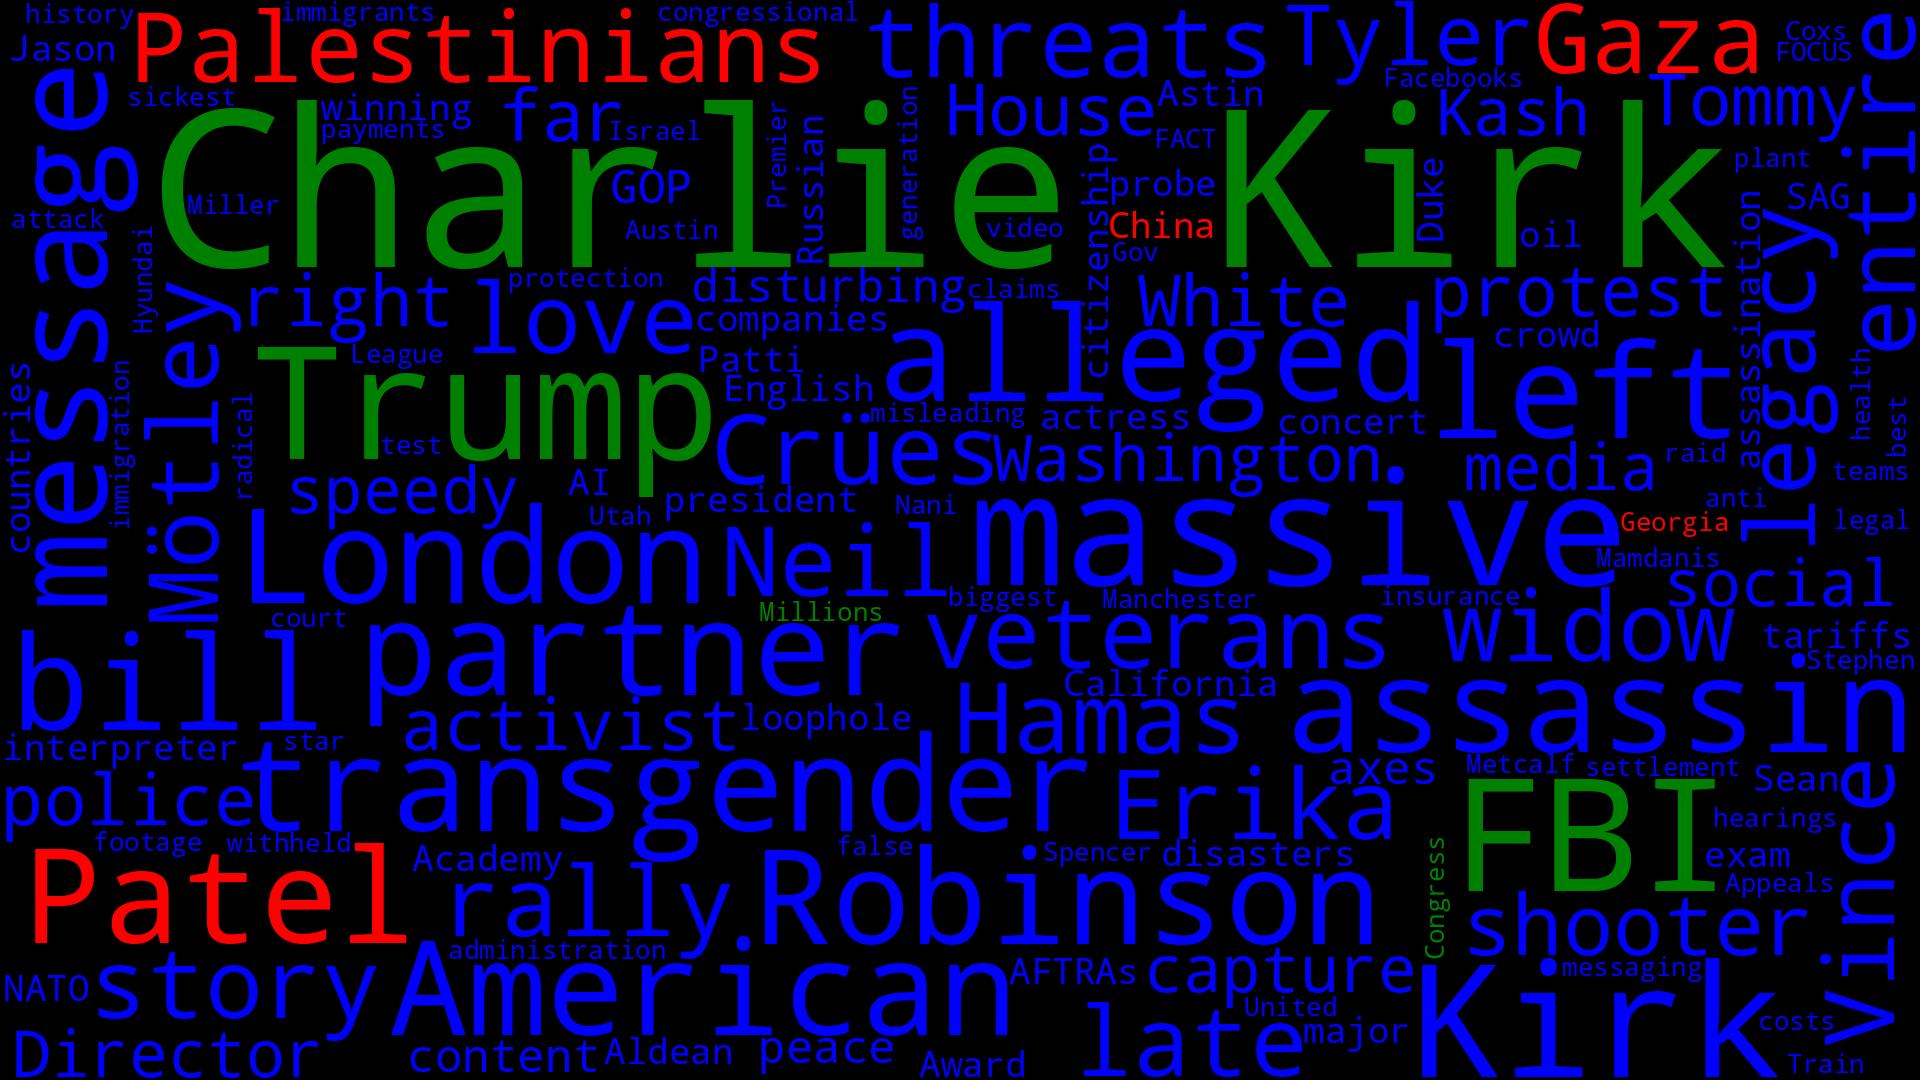 history
immigrants
congressional
Palestinians
threats
Tyler
Gaza
Coxs
FOCUS
Jason
sickest
winning
payments
far
Israel
Premier
generation
House
Astin
FACT
Facebooks
Kash
Tommy
entire
message
Charlie Kirk
Miller
GOP
Austin
Russian
video
citizenship
probe
China
Gov
Duke
oil
plant
SAG
attack
Hyundai
Mötley
right
protection
love
disturbing
claims
companies
White
protest
crowd
assassination
legacy
health
best
countries
immigration
radical
League
Trump
test
Patti
English
alleged
left
misleading
actress
concert
Crües
Washington
media
raid
teams
speedy
AI
president
Utah
Nani
massive
anti
Georgia
legal
London
Neil
Mamdanis
social
court
Millions
biggest
Manchester
insurance
bill
partner
veterans
widow
tariffs
Stephen
California
activist
loophole
Hamas
assassin
interpreter
star
transgender
police
Erika
axes
Metcalf
settlement
Sean
Vince
FBI
hearings
footage
withheld
false
Spencer
disasters
Congress
exam
Appeals
Patel
Academy
rally
Robinson
shooter
administration
NATO
story
American
AFTRAs
capture
messaging
Kirk
United
major
costs
Director
content
Aldean
peace
Award
late
Train